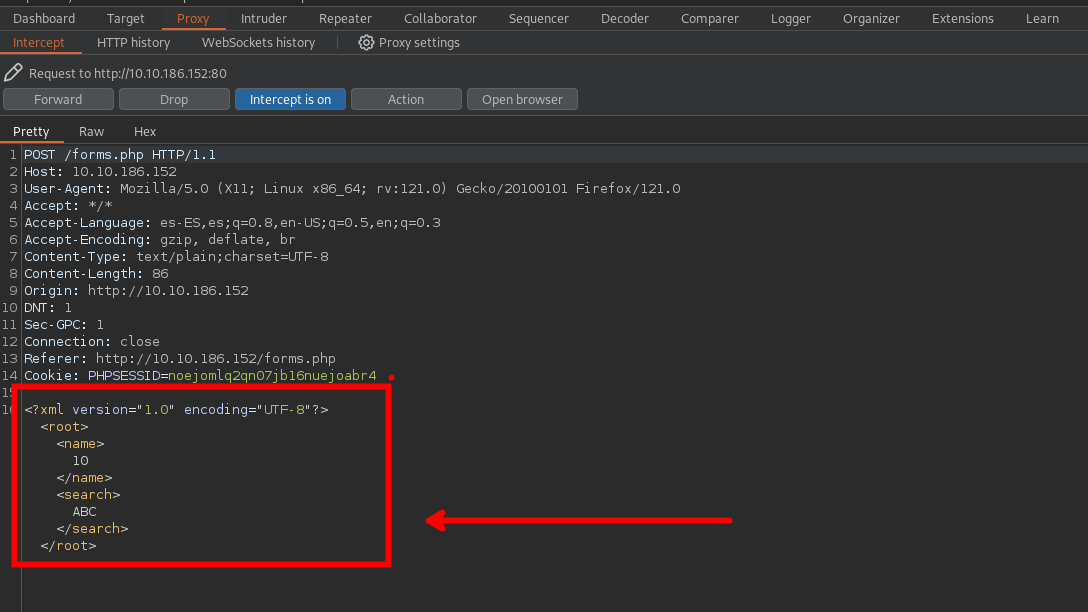 Dashboard Target Proxy Intruder Repeater Collaborator Sequencer Decoder Comparer Logger Organizer Extensions Learn
Intercept HTTP history WebSockets history Proxy settings
Request to http://10.10.186.152:80
Forward Drop Intercept is on Action Open browser
Pretty Raw Hex
1 POST /forms.php HTTP/1.1
2 Host: 10.10.186.152
3 User-Agent: Mozilla/5.0 (X11; Linux x86_64; rv:121.0) Gecko/20100101 Firefox/121.0
4 Accept: */*
5 Accept-Language: es-ES,es;q=0.8,en-US;q=0.5,en;q=0.3
6 Accept-Encoding: gzip, deflate, br
7 Content-Type: text/plain;charset=UTF-8
8 Content-Length: 86
9 Origin: http://10.10.186.152
10 DNT: 1
11 Sec-GPC: 1
12 Connection: close
13 Referer: http://10.10.186.152/forms.php
14 Cookie: PHPSESSID=noejomlq2qn07jb16nuejoabr4
15
16 <?xml version="1.0" encoding="UTF-8"?>
<root>
<name>
10
</name>
<search>
ABC
</search>
</root>